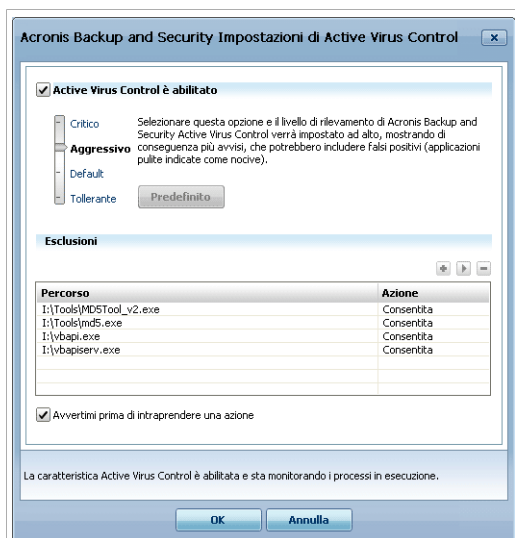 Acronis Backup and Security Impostazioni di Active Virus Control
Active Virus Control è abilitato
Critico
Aggressivo
Default
Tollerante
Selezionare questa opzione e il livello di rilevamento di Acronis Backup and
Security Active Virus Control verrà impostato ad alto, mostrando di
conseguenza più avvisi, che potrebbero includere falsi positivi (applicazioni
pulite indicate come nocive).
Predefinito
Esclusioni
Percorso Azione
I:\Tools\MD5Tool_v2.exe Consentita
I:\Tools\md5.exe Consentita
I:\vbapi.exe Consentita
I:\vbapiserv.exe Consentita
Avvertimi prima di intraprendere una azione
La caratteristica Active Virus Control è abilitata e sta monitorando i processi in esecuzione.
OK Annulla